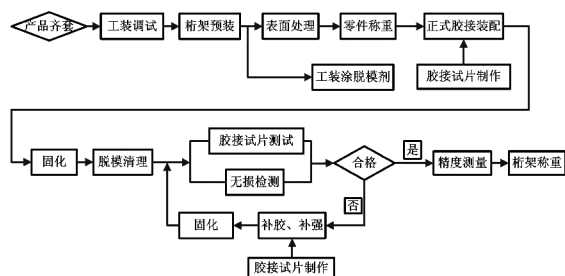 产品齐套
工装调试
桁架预装
表面处理
零件称重
正式胶接装配
工装涂脱模剂
胶接试片制作
固化
脱模清理
胶接试片测试
无损检测
合格
是
精度测量
桁架称重
否
固化
补胶、补强
胶接试片制作